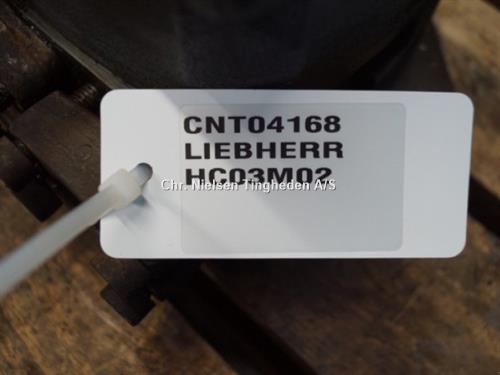 CNT04168
LIEBHERR
HC03M02
Chr. Nielsen Tingheden A/S